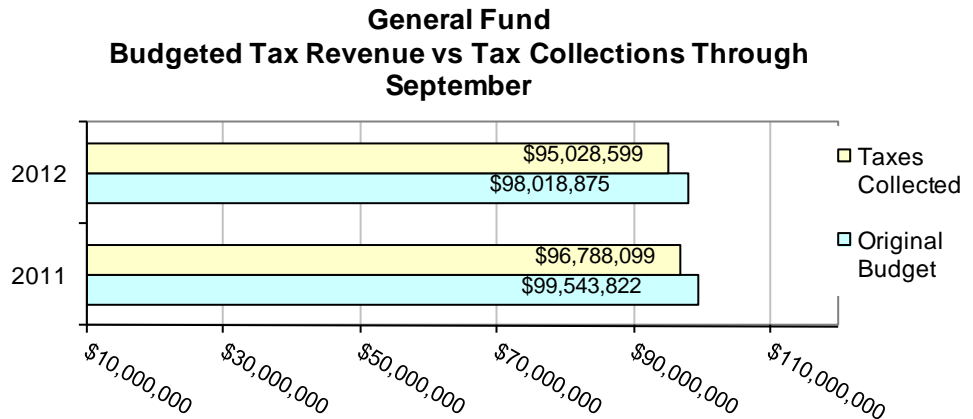 General Fund
Budgeted Tax Revenue vs Tax Collections Through
September
2012
$95,028,599
$98,018,875
2011
$96,788,099
$99,543,822
Taxes
Collected
Original
Budget
$10,000,000
$30,000,000
$50,000,000
$70,000,000
$90,000,000
$110,000,000